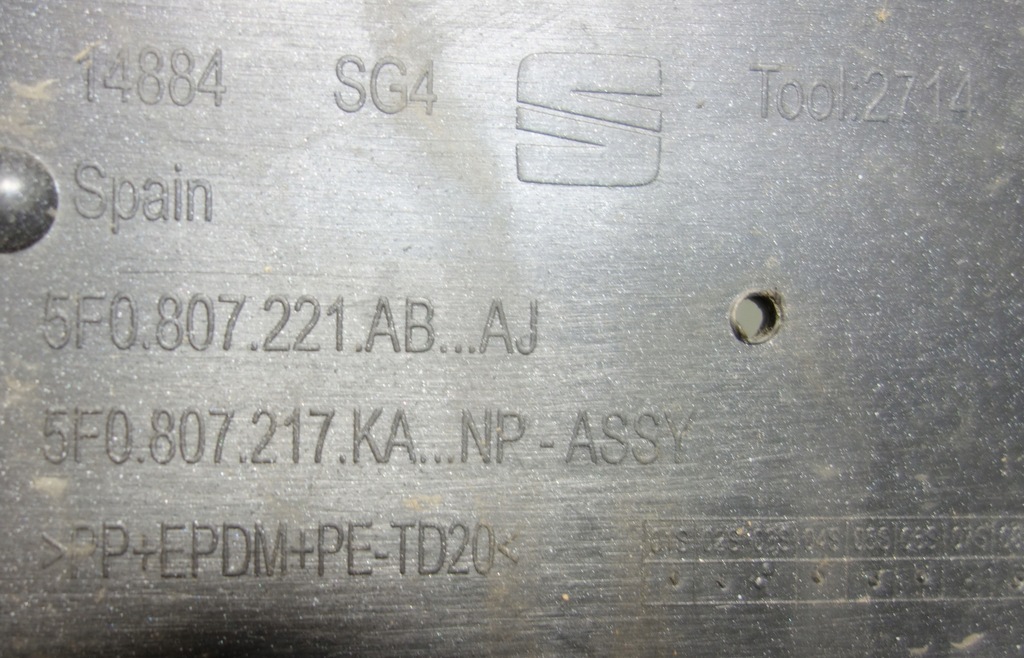 14884 SG4 Tool:2714
Spain
5F0.807.221.AB...AJ
5F0.807.217.KA...NP - ASSY
>PP+EPDM+PE-TD20<